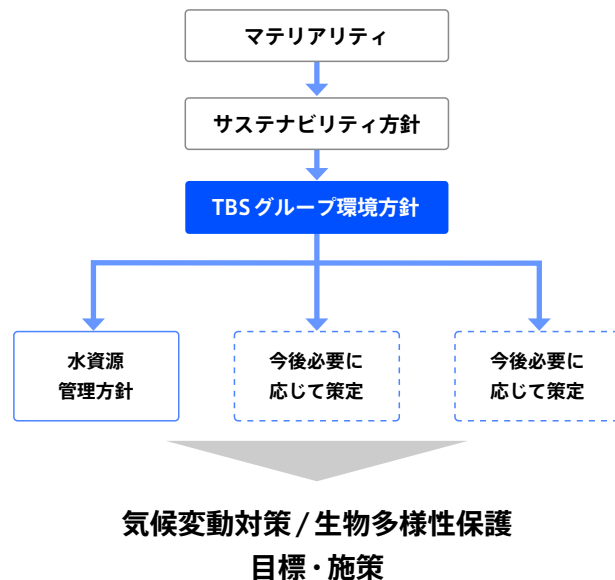 マテリアリティ
サステナビリティ方針
TBSグループ環境方針
水資源
管理方針
今後必要に
応じて策定
今後必要に
応じて策定
気候変動対策/生物多様性保護
目標・施策